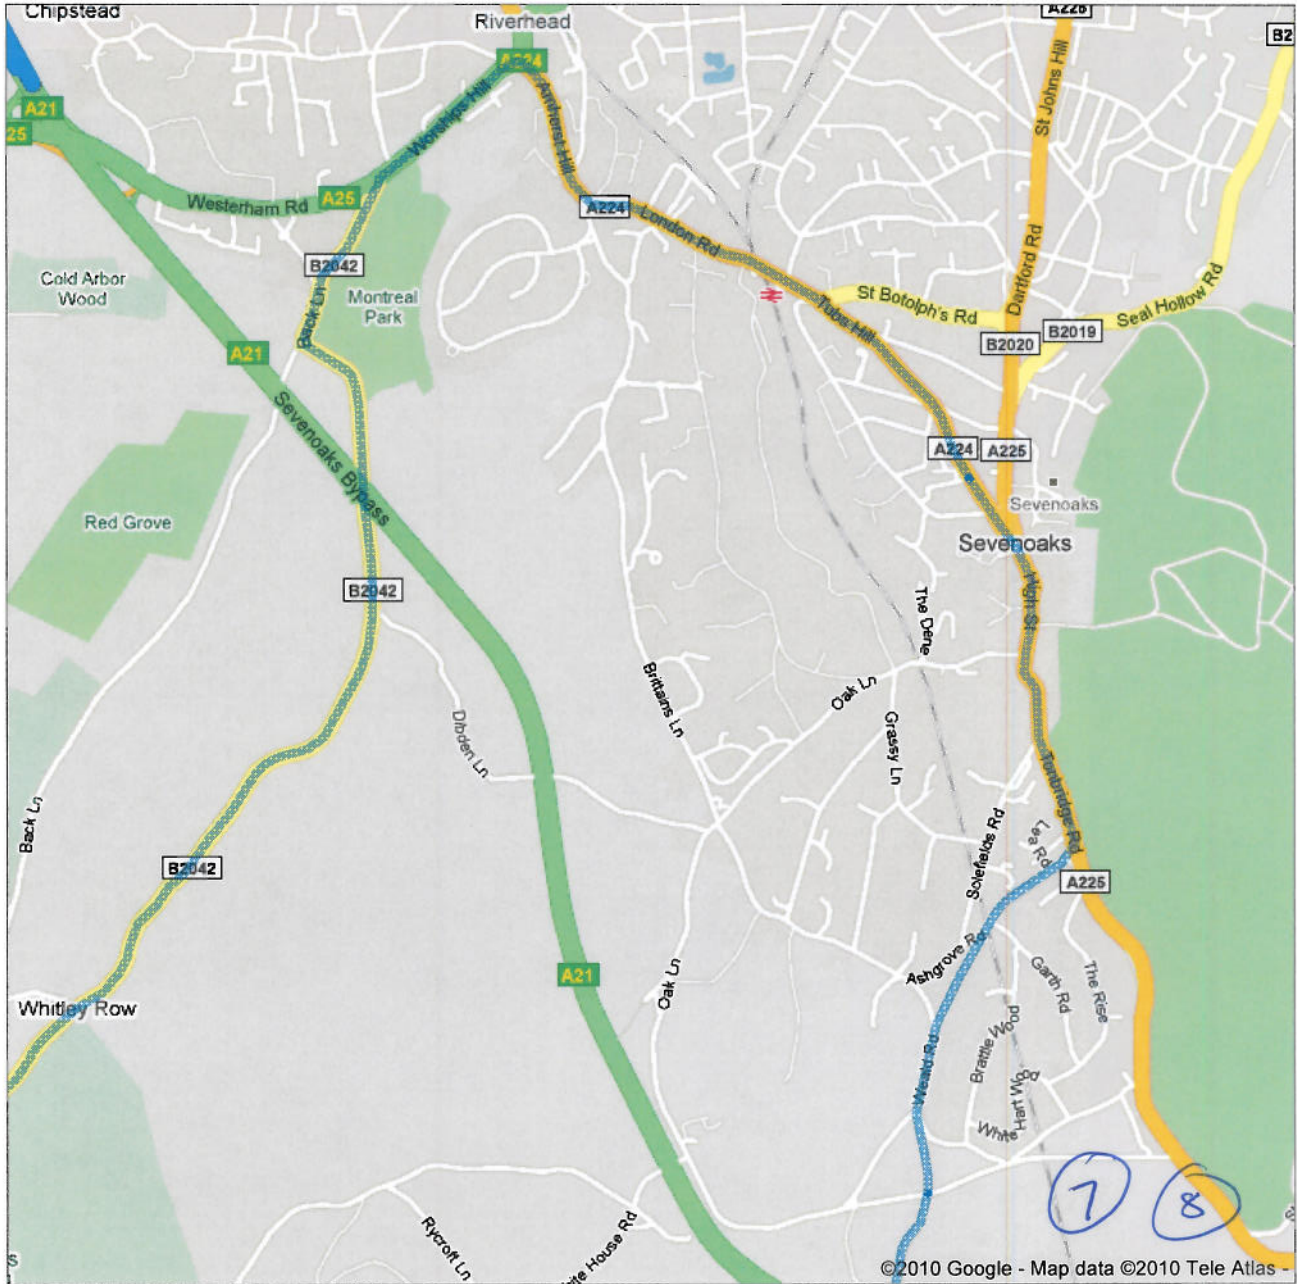 Chipstead
Riverhead
A224
A225
B2
A21
25
Worships Hill
Amherst Hill
St Johns Hill
Westerham Rd
A25
A224
London Rd
Dartford Rd
Cold Arbor
Wood
B2042
Back Ln
Montreal
Park
Tubs Hill
St Botolph's Rd
Seal Hollow Rd
B2020
B2019
A21
Sevenoaks Bypass
A224
A225
Sevenoaks
Red Grove
Sevenoaks
B2042
High St
The Dene
Brittains Ln
Oak Ln
Grassy Ln
Dibden Ln
Tonbridge Rd
Back Ln
Solefields Rd
Lea Rd
B2042
A225
Ashgrove Rd
A21
Oak Ln
Garth Rd
The Rise
Whitley Row
Weald Rd
Brattle Wood
White Hart Wood
7
8
Rycroft Ln
ite House Rd
s
©2010 Google - Map data ©2010 Tele Atlas -